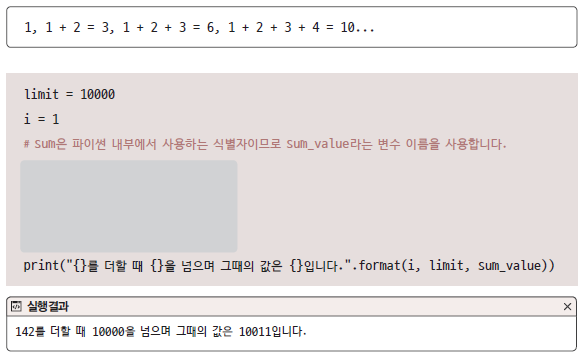 1, 1 + 2 = 3, 1 + 2 + 3 = 6, 1 + 2 + 3 + 4 = 10...
limit = 10000
i = 1
# sum은 파이썬 내부에서 사용하는 식별자이므로 sum_value라는 변수 이름을 사용합니다.
print("{}를 더할 때 {}을 넘으며 그때의 값은 {}입니다.".format(i, limit, sum_value))
실행결과
142를 더할 때 10000을 넘으며 그때의 값은 10011입니다.